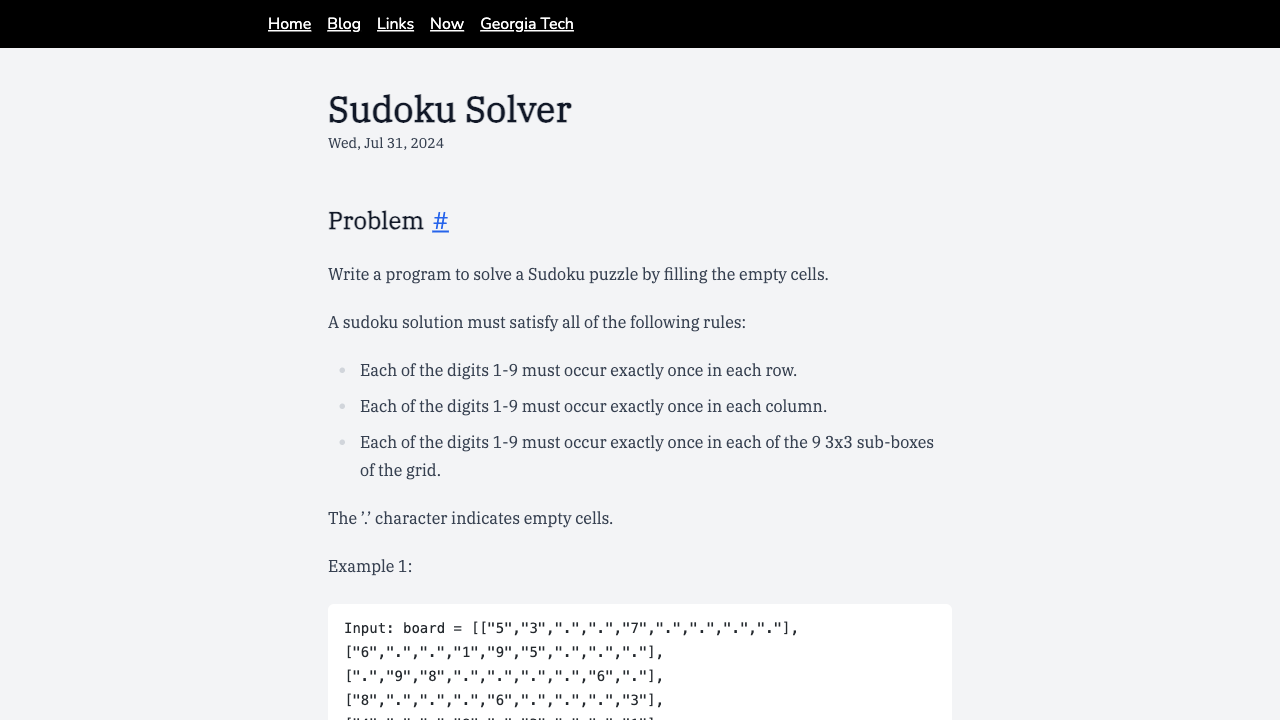 Home Blog Links Now Georgia Tech
Sudoku Solver
Wed, Jul 31, 2024
Problem #
Write a program to solve a Sudoku puzzle by filling the empty cells.
A sudoku solution must satisfy all of the following rules:
Each of the digits 1-9 must occur exactly once in each row.
Each of the digits 1-9 must occur exactly once in each column.
Each of the digits 1-9 must occur exactly once in each of the 9 3x3 sub-boxes
of the grid.
The ’.’ character indicates empty cells.
Example 1:
Input: board = [["5","3",".",".","7",".",".",".","."],
["6",".",".","1","9","5",".",".","."],
[".","9","8",".",".",".",".","6","."],
["8",".",".",".","6",".",".",".","3"],